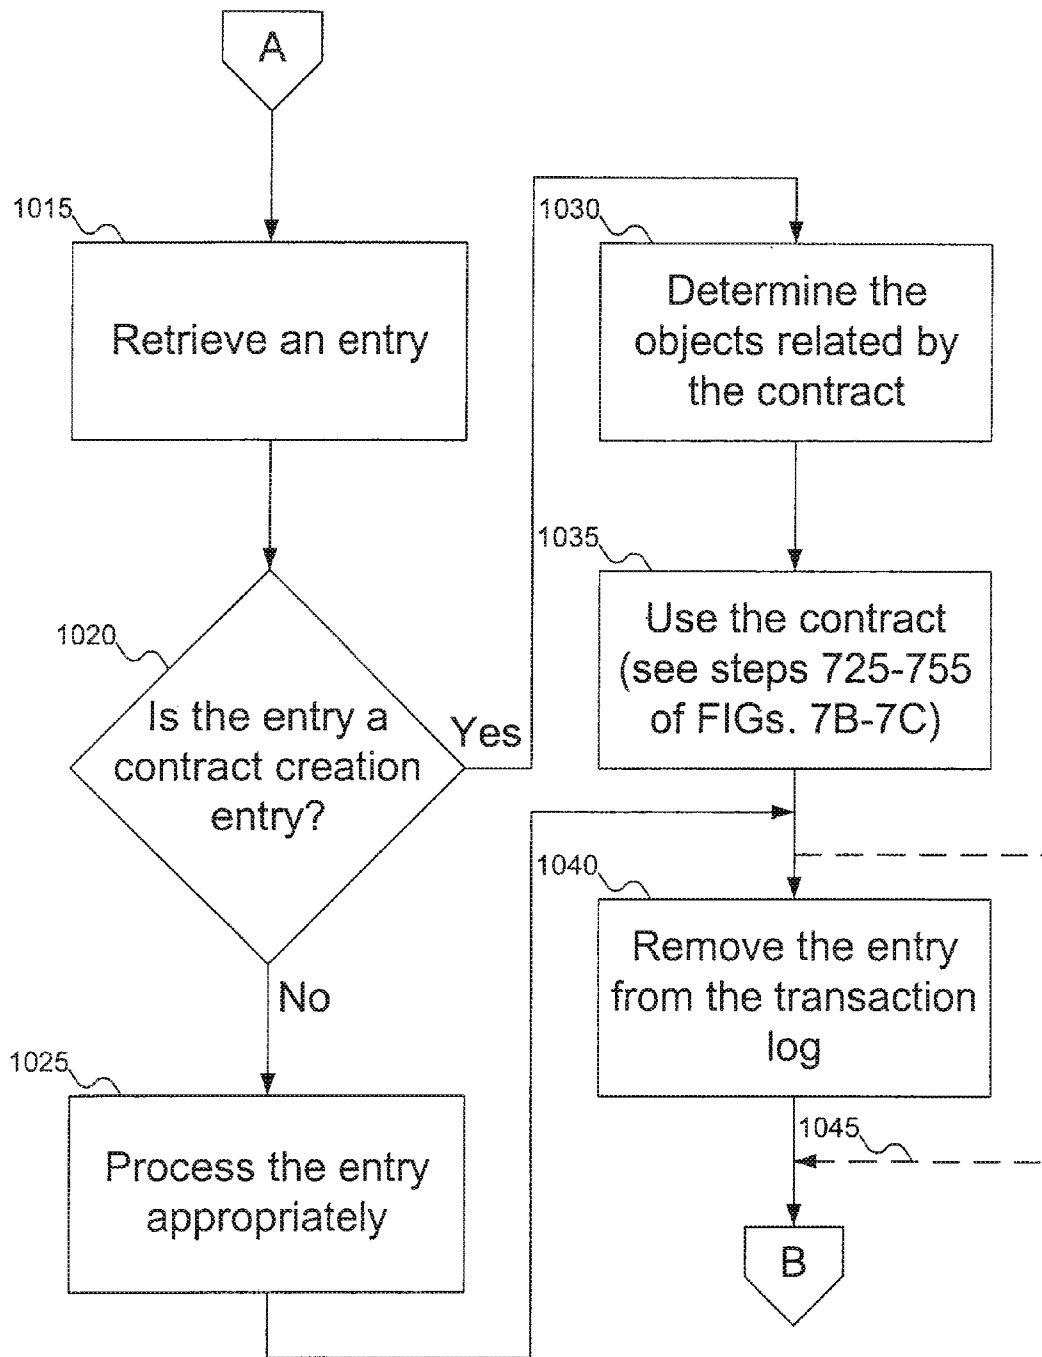 A
1015
Retrieve an entry
1020
Is the entry a
contract creation
entry?
Yes
No
1025
Process the entry
appropriately
1030
Determine the
objects related by
the contract
1035
Use the contract
(see steps 725-755
of FIGs. 7B-7C)
1040
Remove the entry
from the transaction
log
1045
B